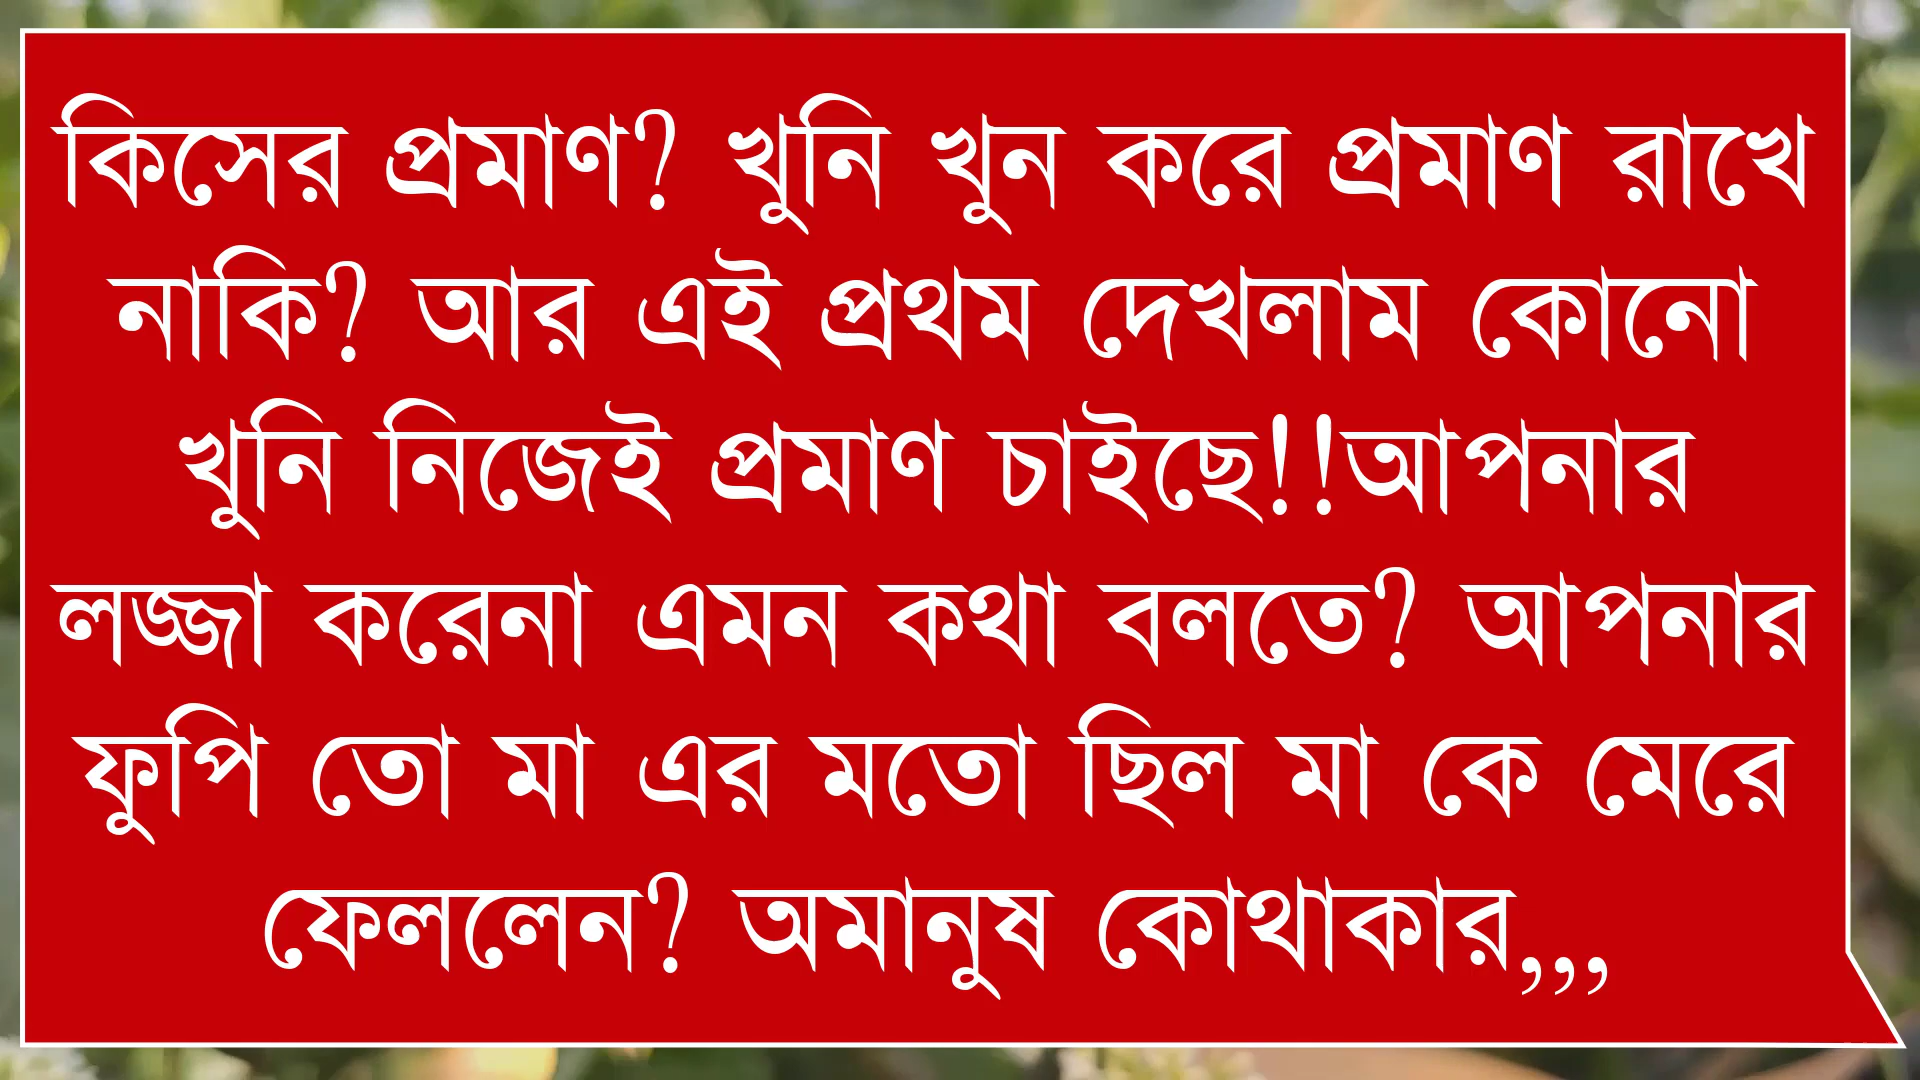 কিসের প্রমাণ? খুনি খুন করে প্রমাণ রাখে
নাকি? আর এই প্রথম দেখলাম কোনো
খুনি নিজেই প্রমাণ চাইছে!!আপনার
লজ্জা করেনা এমন কথা বলতে? আপনার
ফুপি তো মা এর মতো ছিল মা কে মেরে
ফেললেন? অমানুষ কোথাকার,,,